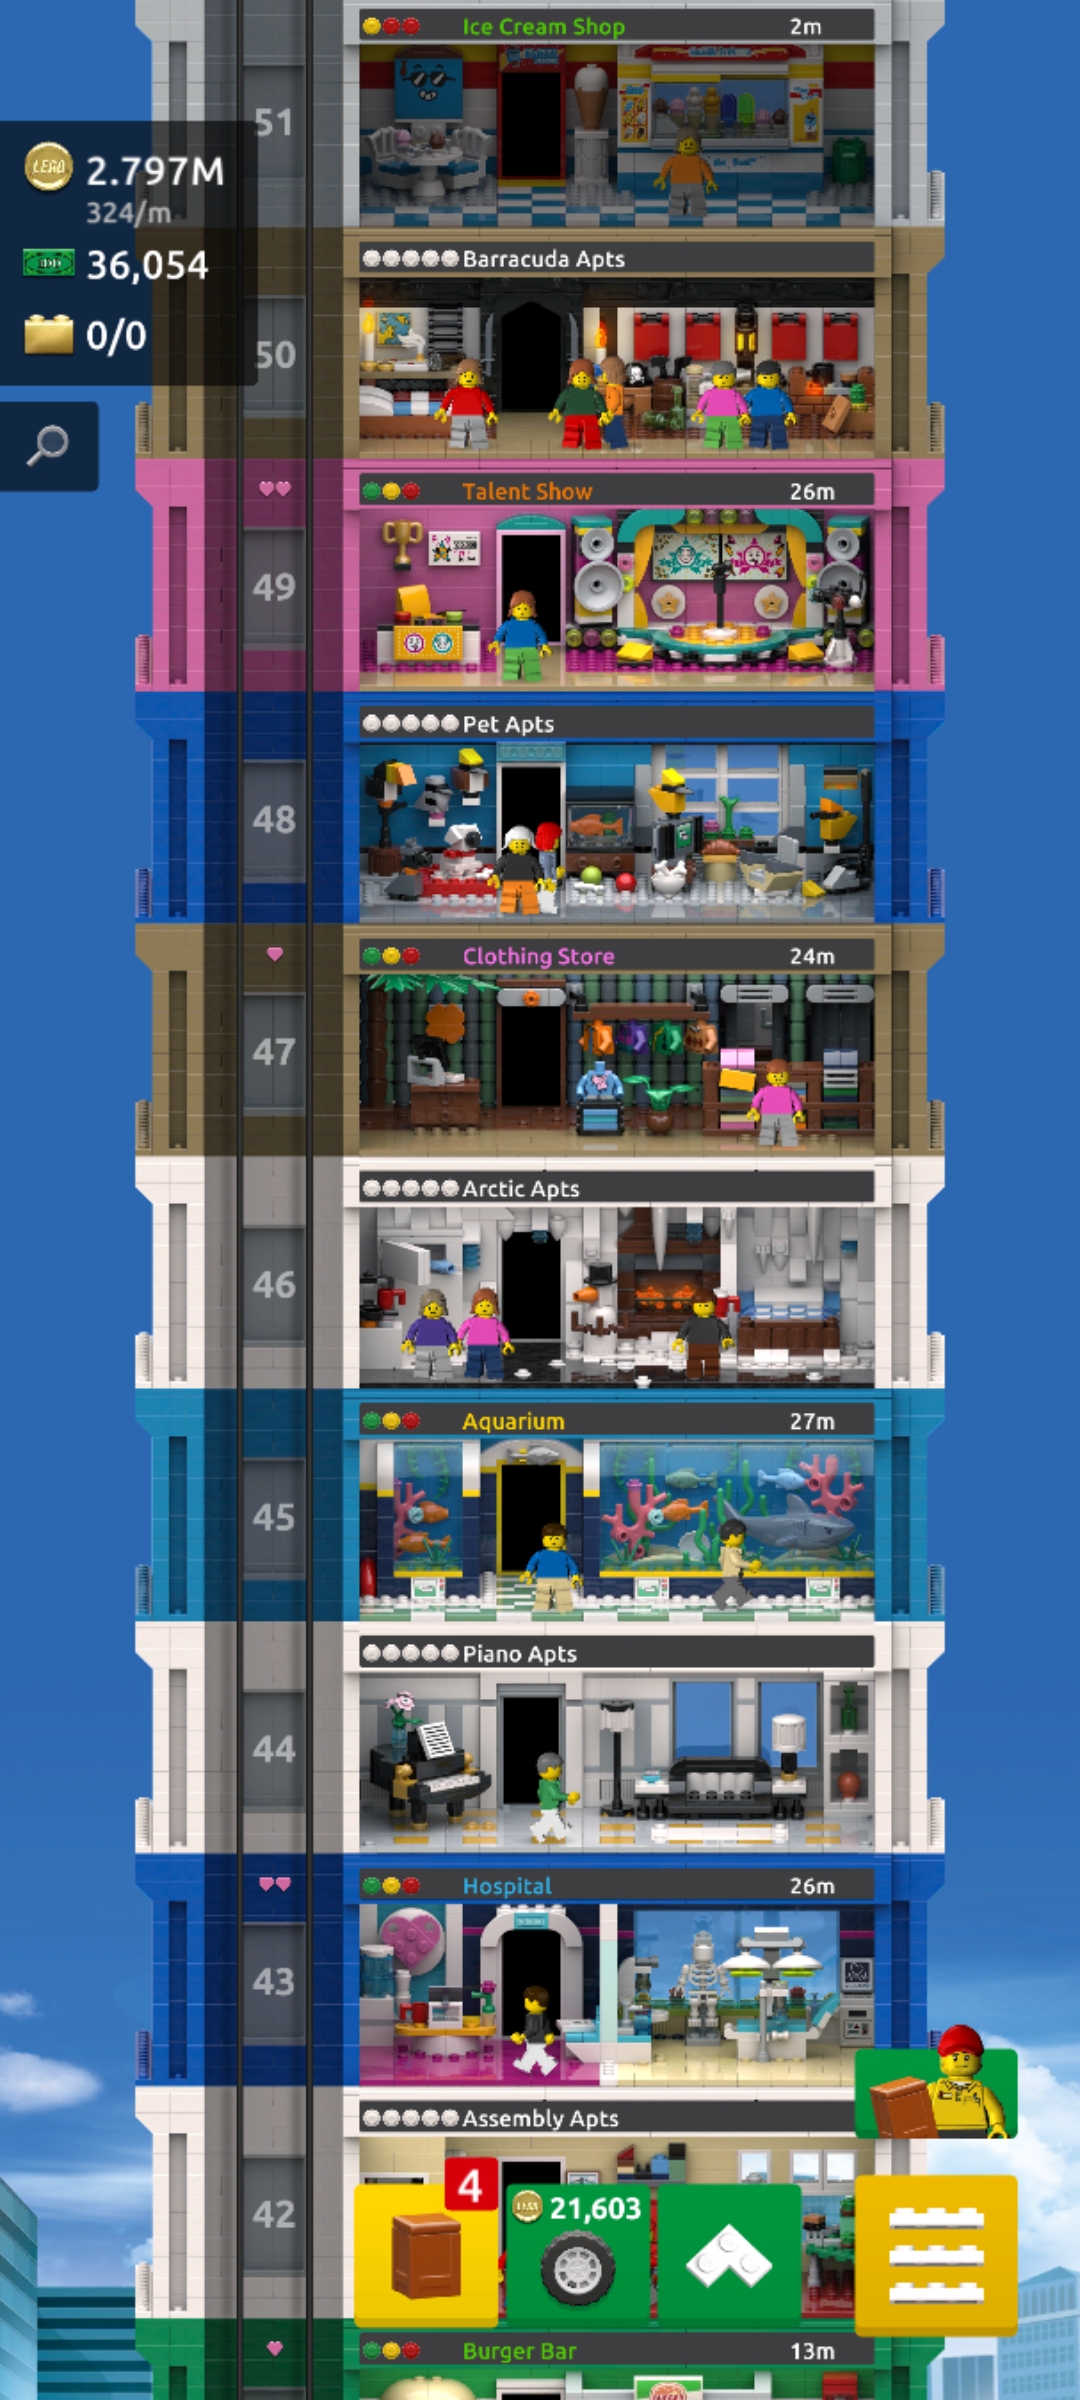 Ice Cream Shop 2m
51
2.797M
324/m
36,054
0/0
Barracuda Apts
50
Talent Show 26m
49
Pet Apts
48
Clothing Store 24m
47
Arctic Apts
46
Aquarium 27m
45
Piano Apts
44
Hospital 26m
43
Assembly Apts
42
4
21,603
Burger Bar 13m